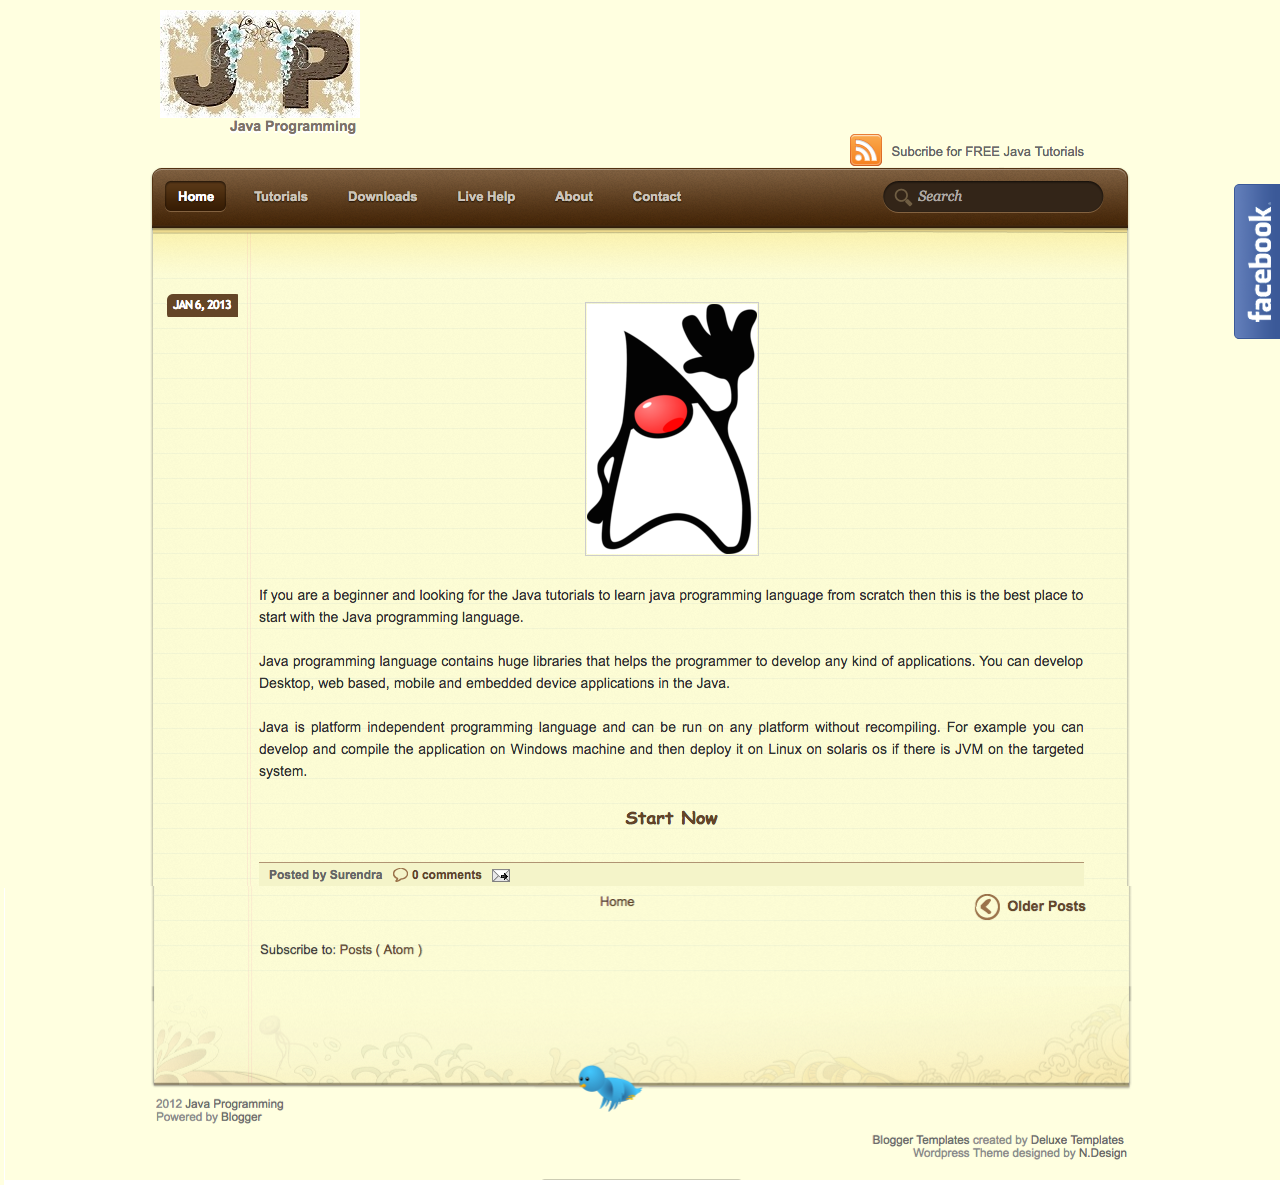 JP
Java Programming
Subcribe for FREE Java Tutorials
Home Tutorials Downloads Live Help About Contact Search
facebook
JAN 6, 2013
If you are a beginner and looking for the Java tutorials to learn java programming language from scratch then this is the best place to
start with the Java programming language.
Java programming language contains huge libraries that helps the programmer to develop any kind of applications. You can develop
Desktop, web based, mobile and embedded device applications in the Java.
Java is platform independent programming language and can be run on any platform without recompiling. For example you can
develop and compile the application on Windows machine and then deploy it on Linux on solaris os if there is JVM on the targeted
system.
Start Now
Posted by Surendra 0 comments
Home Older Posts
Subscribe to: Posts ( Atom )
2012 Java Programming
Powered by Blogger
Blogger Templates created by Deluxe Templates
Wordpress Theme designed by N.Design